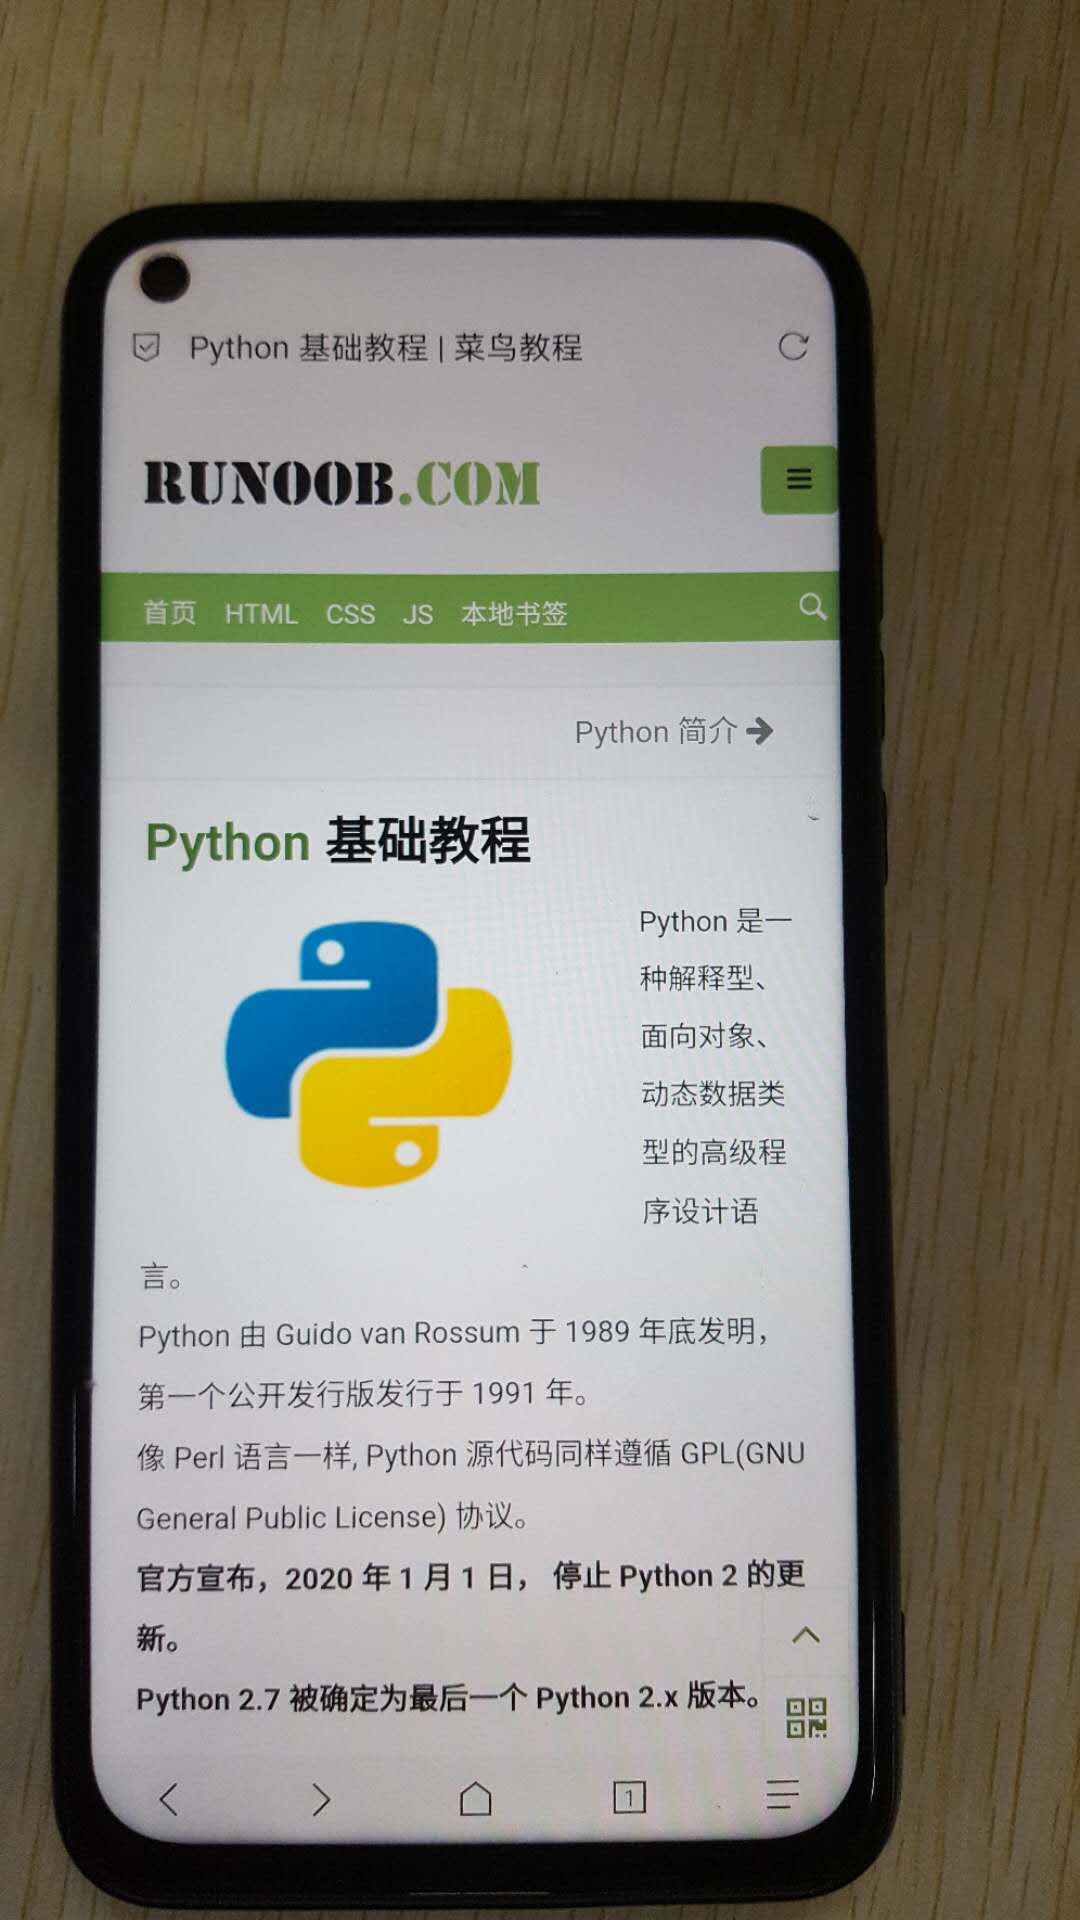 Python 基础教程 | 菜鸟教程
RUNOOB.COM
首页 HTML CSS JS 本地书签
Python 简介
Python 基础教程
Python 是一
种解释型、
面向对象、
动态数据类
型的高级程
序设计语
言。
Python 由 Guido van Rossum 于 1989 年底发明，
第一个公开发行版发行于 1991 年。
像 Perl 语言一样, Python 源代码同样遵循 GPL(GNU
General Public License) 协议。
官方宣布，2020 年 1 月 1 日， 停止 Python 2 的更
新。
Python 2.7 被确定为最后一个 Python 2.x 版本。
1